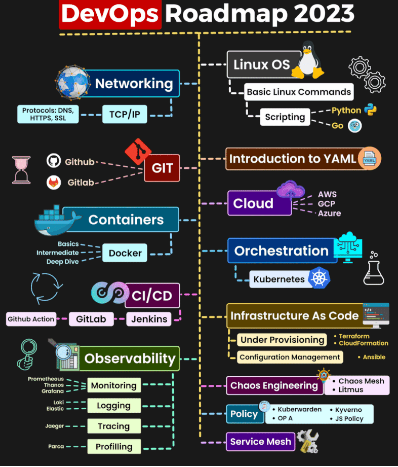 DevOps Roadmap 2023
Linux OS
Basic Linux Commands
Scripting
Python
Go
Networking
TCP/IP
Protocols: DNS,
HTTPS, SSL
GIT
Github
Gitlab
Introduction to YAML
YAML
Cloud
AWS
GCP
Azure
Containers
Docker
Basics
Intermediate
Deep Dive
Orchestration
Kubernetes
CI/CD
Jenkins
GitLab
Github Action
Infrastructure As Code
Under Provisioning
• Terraform
• CloudFormation
Configuration Management
• Ansible
Observability
Monitoring
Prometheous
Thanos
Grafana
Logging
Loki
Elastic
Tracing
Jaeger
Profilling
Parca
Chaos Engineering
• Chaos Mesh
• Litmus
Policy
• Kuberwarden
• Kyverno
• OP A
• JS Policy
Service Mesh